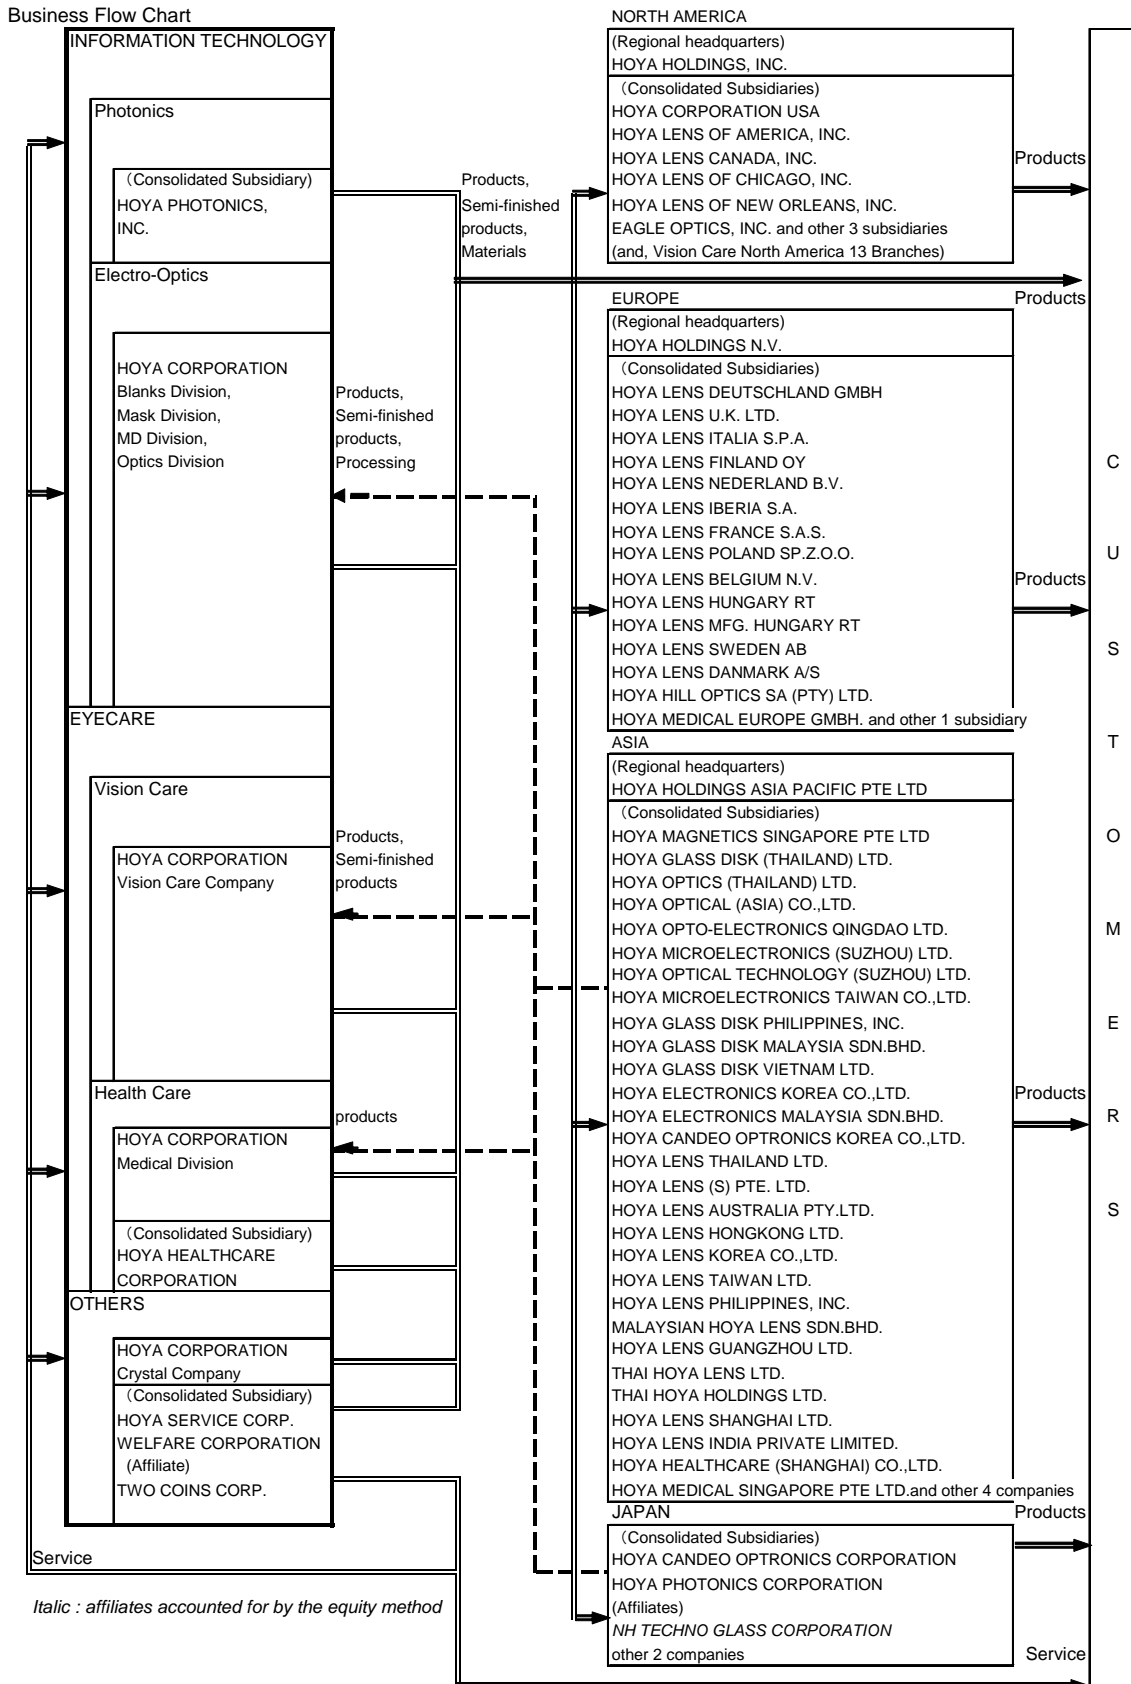 Business Flow Chart
INFORMATION TECHNOLOGY
Photonics
(Consolidated Subsidiary)
HOYA PHOTONICS,
INC.
Electro-Optics
HOYA CORPORATION
Blanks Division,
Mask Division,
MD Division,
Optics Division
EYECARE
Vision Care
HOYA CORPORATION
Vision Care Company
Health Care
HOYA CORPORATION
Medical Division
(Consolidated Subsidiary)
HOYA HEALTHCARE
CORPORATION
OTHERS
HOYA CORPORATION
Crystal Company
(Consolidated Subsidiary)
HOYA SERVICE CORP.
WELFARE CORPORATION
(Affiliate)
TWO COINS CORP.
Service
Italic : affiliates accounted for by the equity method
Products,
Semi-finished
products,
Materials
Products,
Semi-finished
products,
Processing
Products,
Semi-finished
products
products
NORTH AMERICA
(Regional headquarters)
HOYA HOLDINGS, INC.
(Consolidated Subsidiaries)
HOYA CORPORATION USA
HOYA LENS OF AMERICA, INC.
HOYA LENS CANADA, INC.
HOYA LENS OF CHICAGO, INC.
HOYA LENS OF NEW ORLEANS, INC.
EAGLE OPTICS, INC. and other 3 subsidiaries
(and, Vision Care North America 13 Branches)
EUROPE
(Regional headquarters)
HOYA HOLDINGS N.V.
(Consolidated Subsidiaries)
HOYA LENS DEUTSCHLAND GMBH
HOYA LENS U.K. LTD.
HOYA LENS ITALIA S.P.A.
HOYA LENS FINLAND OY
HOYA LENS NEDERLAND B.V.
HOYA LENS IBERIA S.A.
HOYA LENS FRANCE S.A.S.
HOYA LENS POLAND SP.Z.O.O.
HOYA LENS BELGIUM N.V.
HOYA LENS HUNGARY RT
HOYA LENS MFG. HUNGARY RT
HOYA LENS SWEDEN AB
HOYA LENS DANMARK A/S
HOYA HILL OPTICS SA (PTY) LTD.
HOYA MEDICAL EUROPE GMBH. and other 1 subsidiary
ASIA
(Regional headquarters)
HOYA HOLDINGS ASIA PACIFIC PTE LTD
(Consolidated Subsidiaries)
HOYA MAGNETICS SINGAPORE PTE LTD
HOYA GLASS DISK (THAILAND) LTD.
HOYA OPTICS (THAILAND) LTD.
HOYA OPTICAL (ASIA) CO.,LTD.
HOYA OPTO-ELECTRONICS QINGDAO LTD.
HOYA MICROELECTRONICS (SUZHOU) LTD.
HOYA OPTICAL TECHNOLOGY (SUZHOU) LTD.
HOYA MICROELECTRONICS TAIWAN CO.,LTD.
HOYA GLASS DISK PHILIPPINES, INC.
HOYA GLASS DISK MALAYSIA SDN.BHD.
HOYA GLASS DISK VIETNAM LTD.
HOYA ELECTRONICS KOREA CO.,LTD.
HOYA ELECTRONICS MALAYSIA SDN.BHD.
HOYA CANDEO OPTRONICS KOREA CO.,LTD.
HOYA LENS THAILAND LTD.
HOYA LENS (S) PTE. LTD.
HOYA LENS AUSTRALIA PTY.LTD.
HOYA LENS HONGKONG LTD.
HOYA LENS KOREA CO.,LTD.
HOYA LENS TAIWAN LTD.
HOYA LENS PHILIPPINES, INC.
MALAYSIAN HOYA LENS SDN.BHD.
HOYA LENS GUANGZHOU LTD.
THAI HOYA LENS LTD.
THAI HOYA HOLDINGS LTD.
HOYA LENS SHANGHAI LTD.
HOYA LENS INDIA PRIVATE LIMITED.
HOYA HEALTHCARE (SHANGHAI) CO.,LTD.
HOYA MEDICAL SINGAPORE PTE LTD.and other 4 companies
JAPAN
(Consolidated Subsidiaries)
HOYA CANDEO OPTRONICS CORPORATION
HOYA PHOTONICS CORPORATION
(Affiliates)
NH TECHNO GLASS CORPORATION
other 2 companies
Products
Products
Products
Products
Products
Service
C
U
S
T
O
M
E
R
S